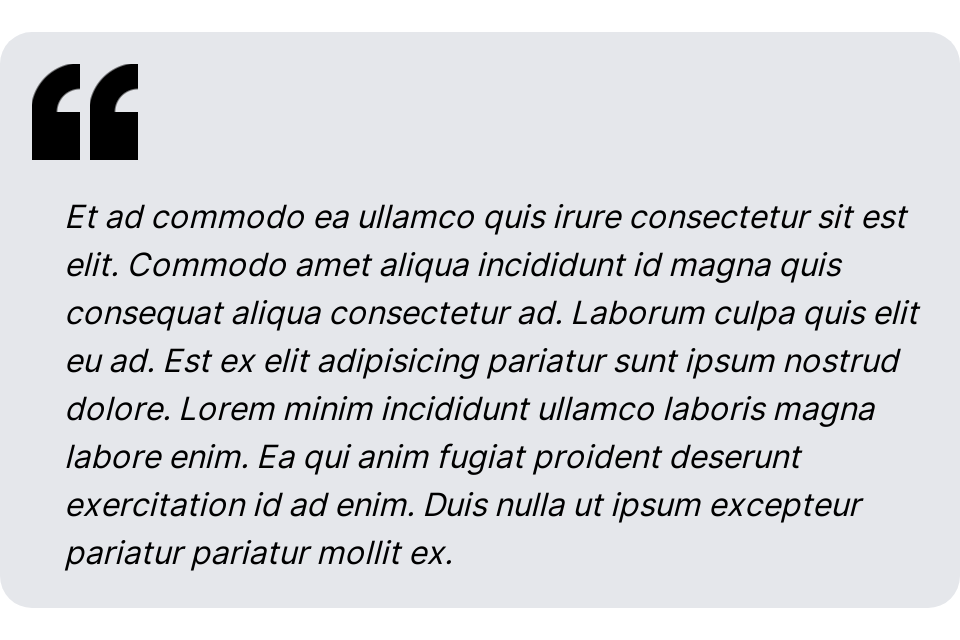 “
Et ad commodo ea ullamco quis irure consectetur sit est
elit. Commodo amet aliqua incididunt id magna quis
consequat aliqua consectetur ad. Laborum culpa quis elit
eu ad. Est ex elit adipisicing pariatur sunt ipsum nostrud
dolore. Lorem minim incididunt ullamco laboris magna
labore enim. Ea qui anim fugiat proident deserunt
exercitation id ad enim. Duis nulla ut ipsum excepteur
pariatur pariatur mollit ex.